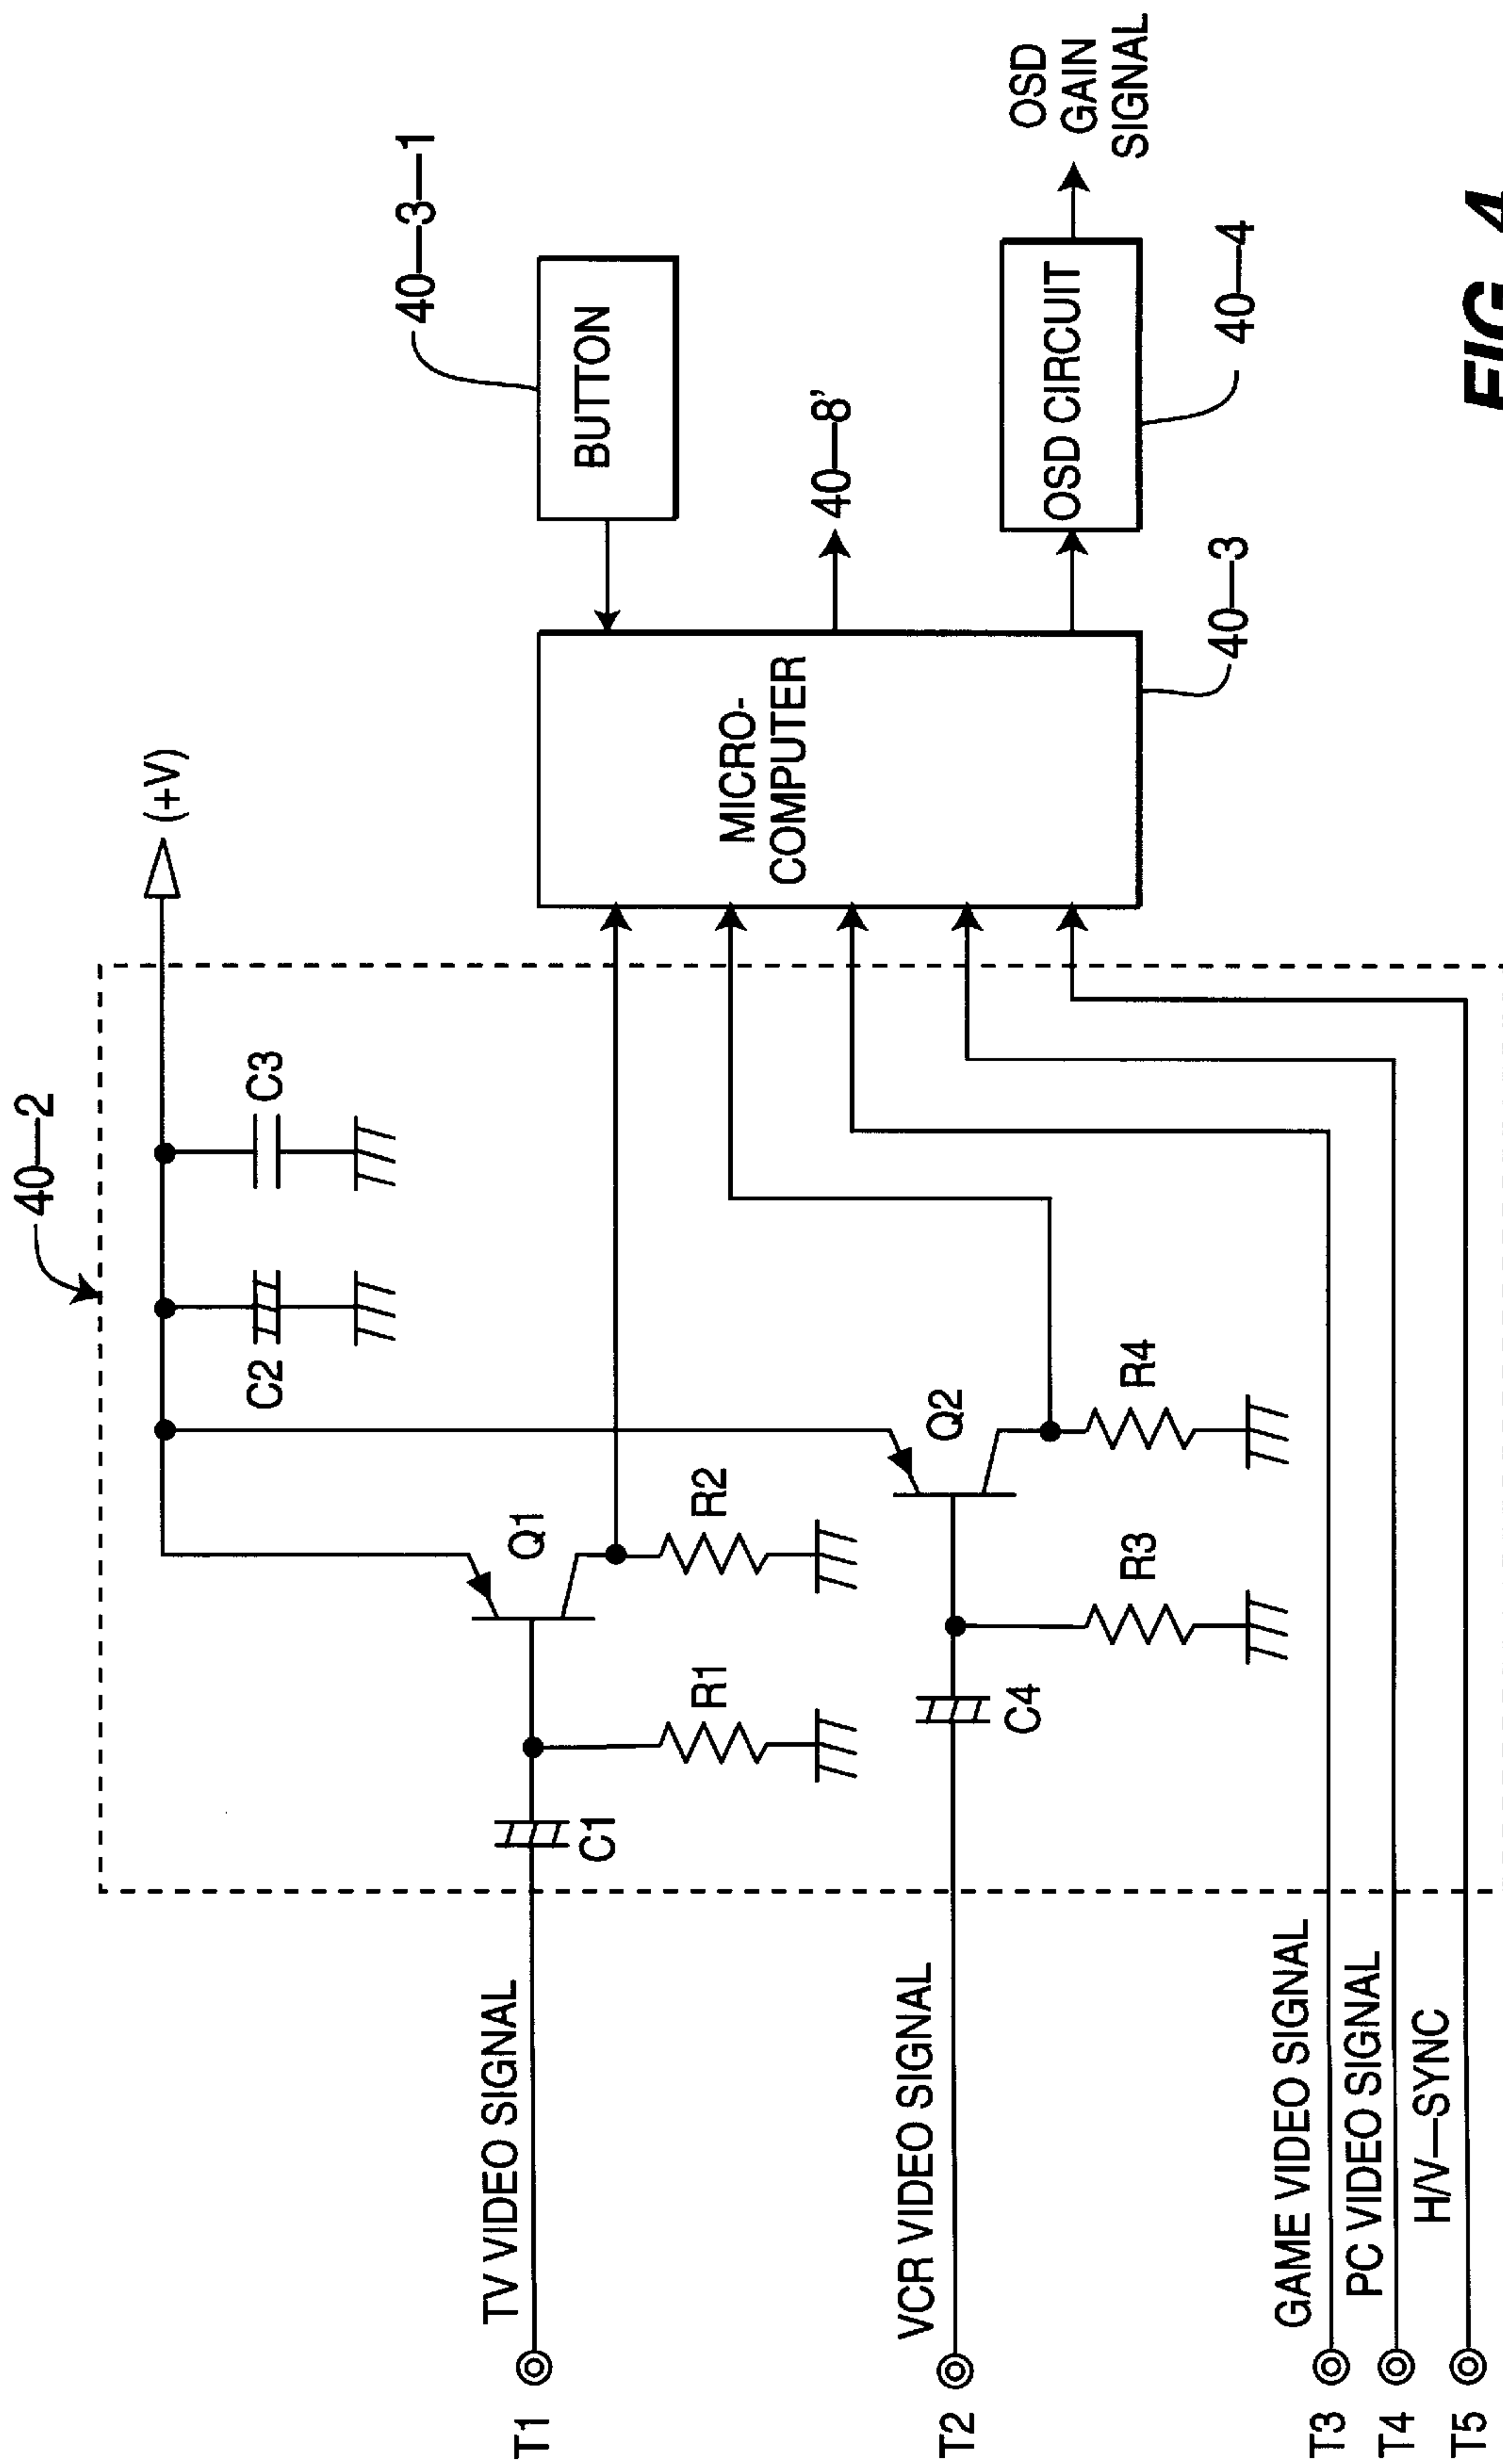 40—2
(+V)
C2
C3
40—3—1
BUTTON
TV VIDEO SIGNAL
T1
C1
R1
Q1
R2
MICRO-
COMPUTER
40—8'
VCR VIDEO SIGNAL
T2
C4
R3
Q2
R4
40—3
OSD CIRCUIT
40—4
OSD
GAIN
SIGNAL
GAME VIDEO SIGNAL
T3
PC VIDEO SIGNAL
T4
H/V—SYNC
T5
FIG. 4